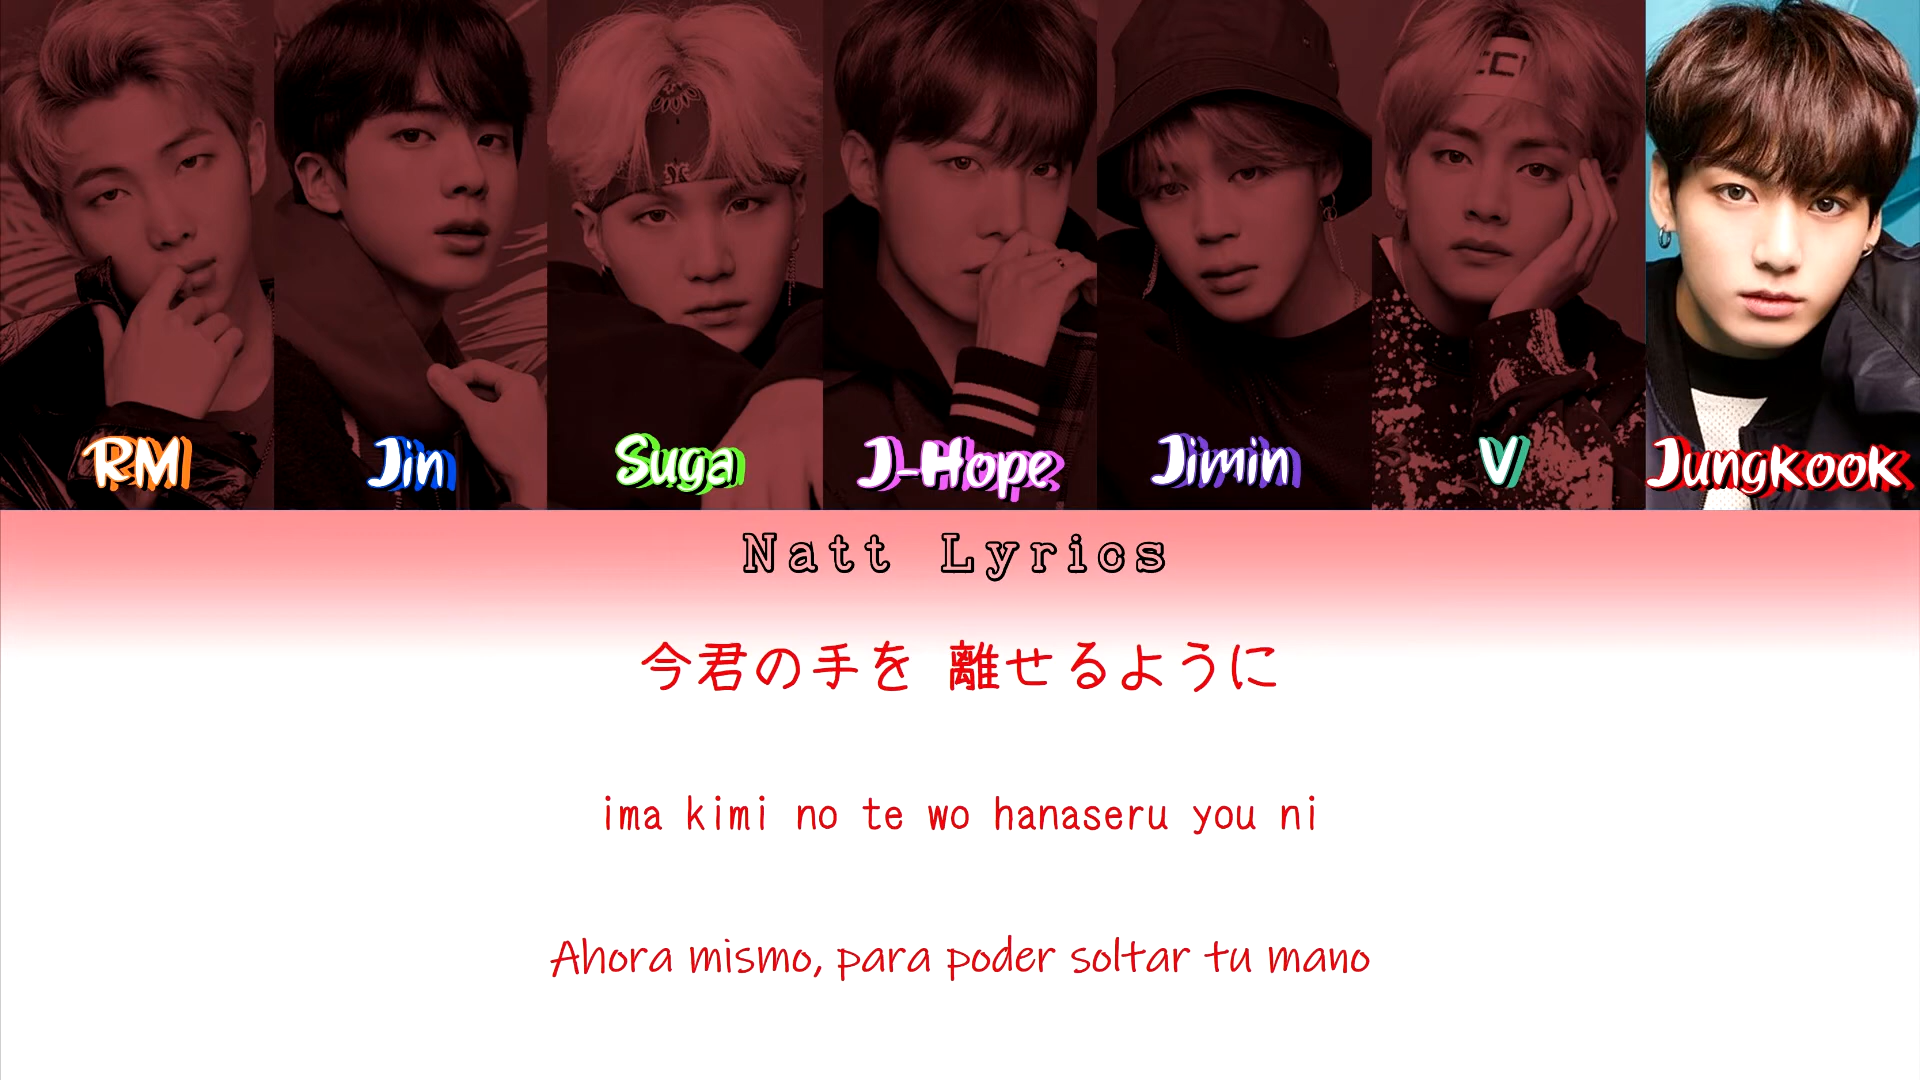 RM Jin Suga J-Hope Jimin V Jungkook
Natt Lyrics
今君の手を 離せるように
ima kimi no te wo hanaseru you ni
Ahora mismo, para poder soltar tu mano